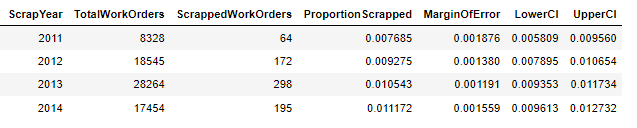 ScrapYear TotalWorkOrders ScrappedWorkOrders ProportionScrapped MarginOfError LowerCI UpperCI
2011 8328 64 0.007685 0.001876 0.005809 0.009560
2012 18545 172 0.009275 0.001380 0.007895 0.010654
2013 28264 298 0.010543 0.001191 0.009353 0.011734
2014 17454 195 0.011172 0.001559 0.009613 0.012732